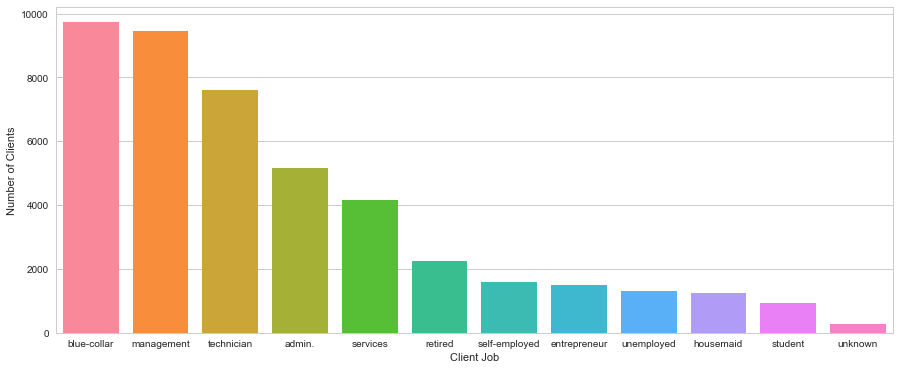 10000
8000
6000
4000
2000
0
Number of Clients
blue-collar management technician admin. services retired self-employed entrepreneur unemployed housemaid student unknown
Client Job